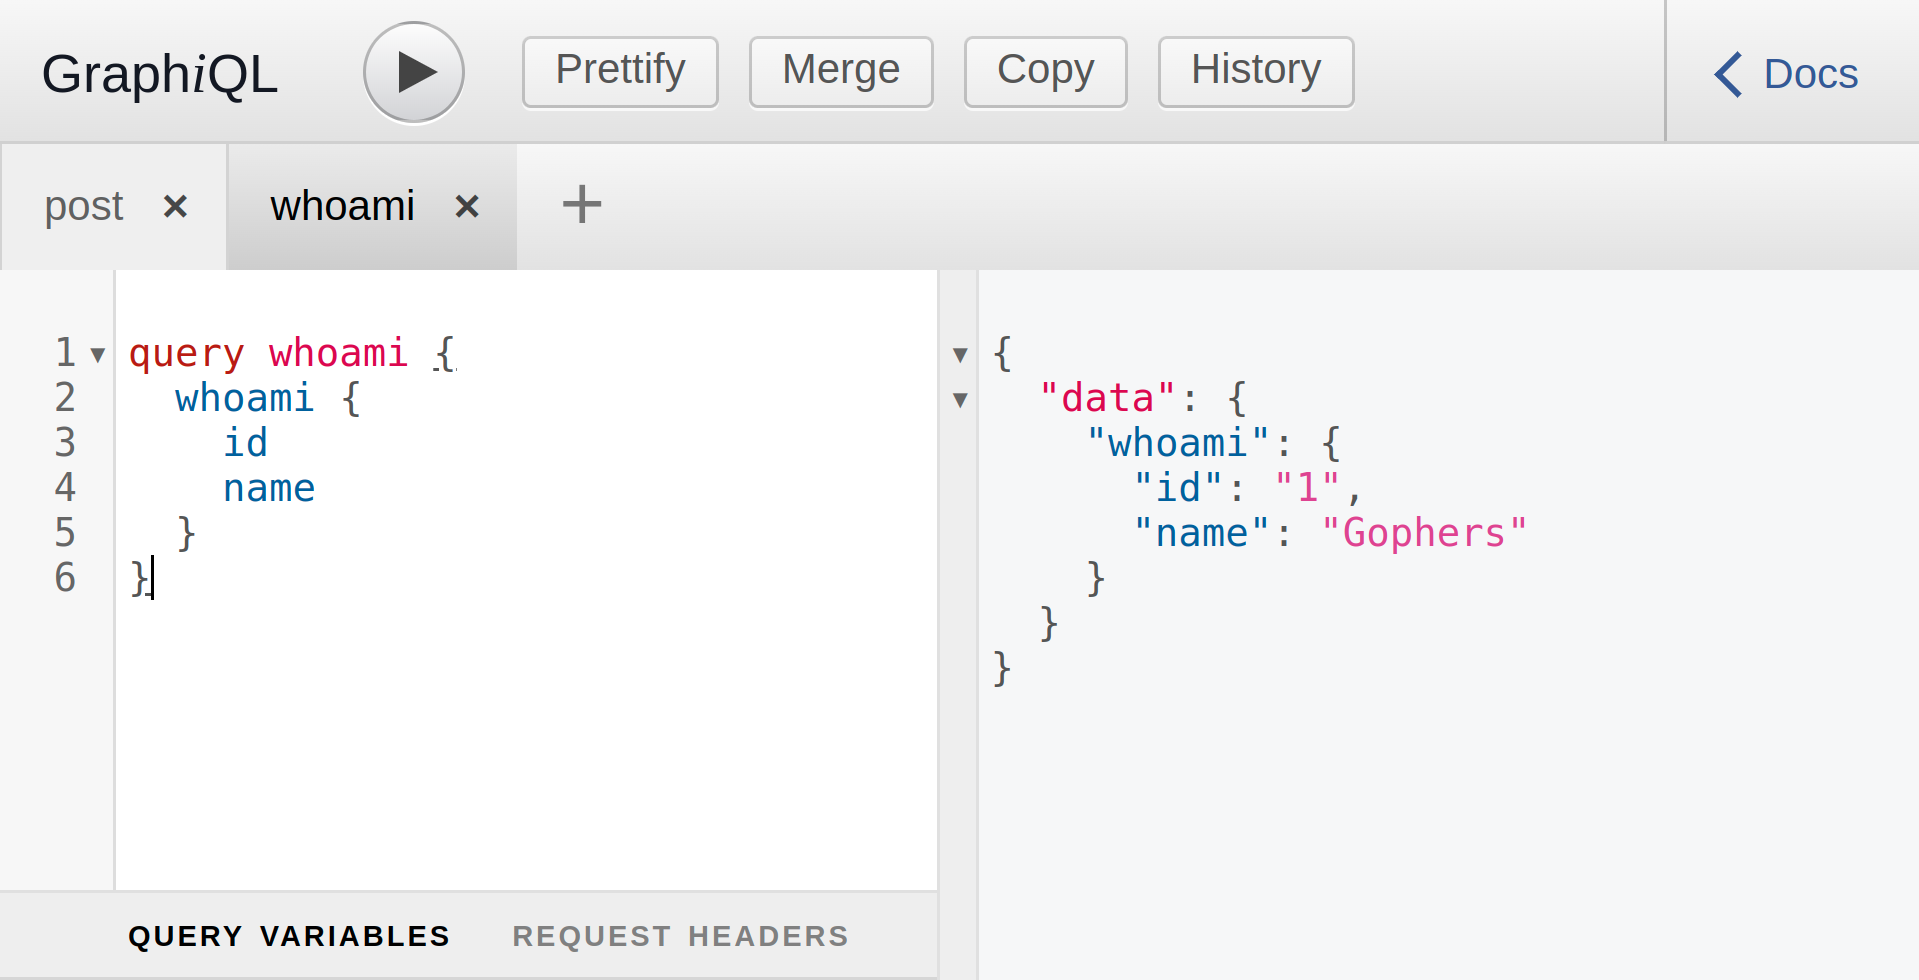 GraphiQL Prettify Merge Copy History Docs
post × whoami × +
1 query whoami {
2   whoami {
3     id
4     name
5   }
6 }
QUERY VARIABLES REQUEST HEADERS
{
  "data": {
    "whoami": {
      "id": "1",
      "name": "Gophers"
    }
  }
}